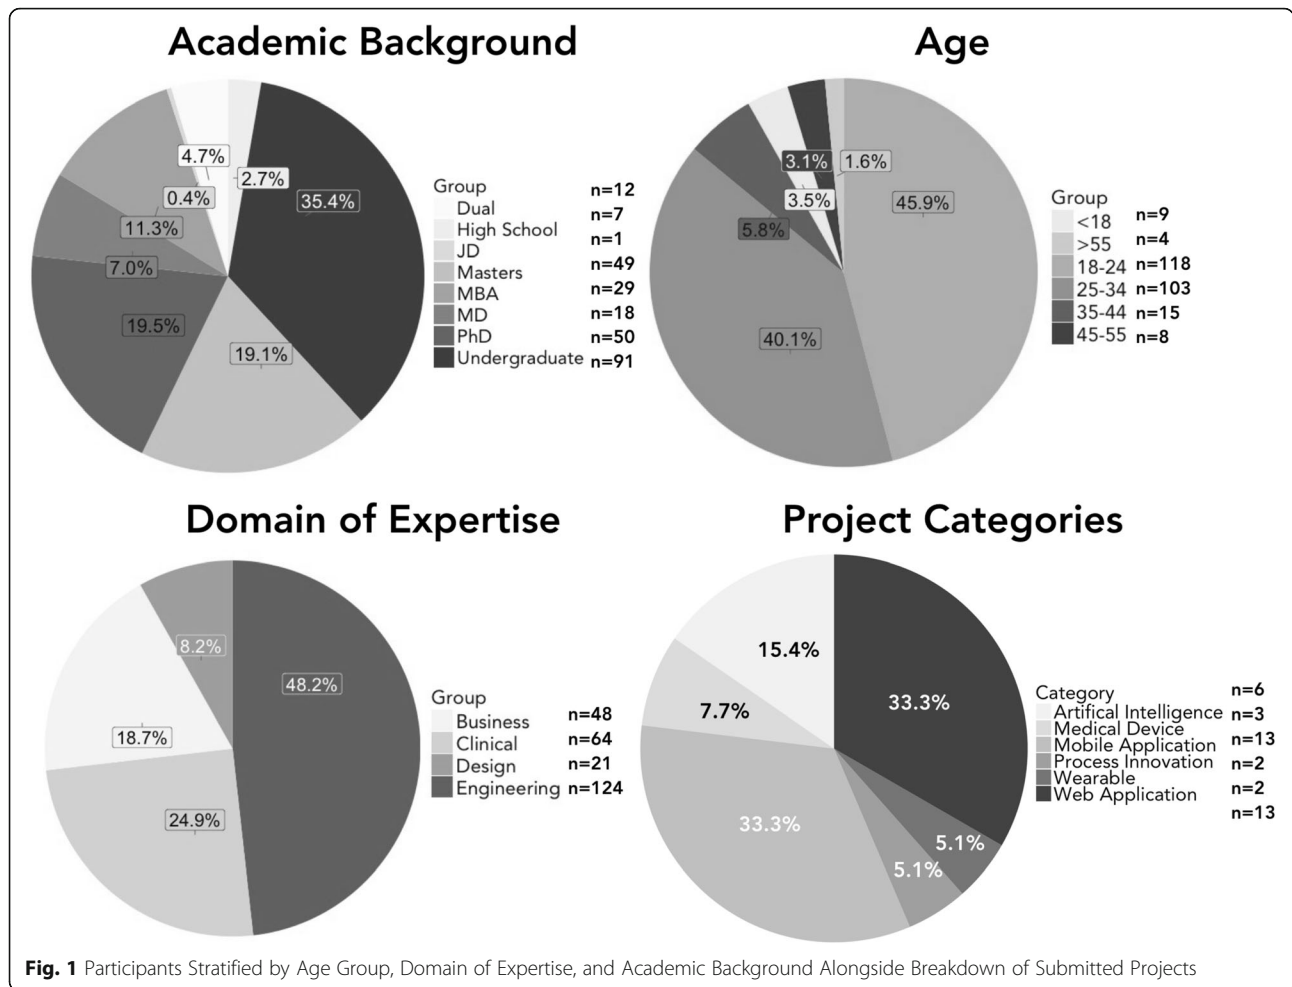 Academic Background
4.7%
2.7%
0.4%
35.4%
11.3%
7.0%
19.5%
19.1%
Group
Dual n=12
High School n=7
JD n=1
Masters n=49
MBA n=29
MD n=18
PhD n=50
Undergraduate n=91
Age
3.1%
1.6%
3.5%
45.9%
5.8%
40.1%
Group
<18 n=9
>55 n=4
18-24 n=118
25-34 n=103
35-44 n=15
45-55 n=8
Domain of Expertise
8.2%
48.2%
18.7%
24.9%
Group
Business n=48
Clinical n=64
Design n=21
Engineering n=124
Project Categories
15.4%
33.3%
7.7%
33.3%
5.1%
5.1%
Category
Artifical Intelligence n=6
Medical Device n=3
Mobile Application n=13
Process Innovation n=2
Wearable n=2
Web Application n=13
Fig. 1 Participants Stratified by Age Group, Domain of Expertise, and Academic Background Alongside Breakdown of Submitted Projects